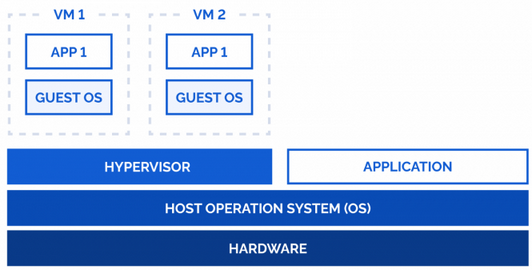 VM 1 VM 2
APP 1 APP 1
GUEST OS GUEST OS
HYPERVISOR APPLICATION
HOST OPERATION SYSTEM (OS)
HARDWARE